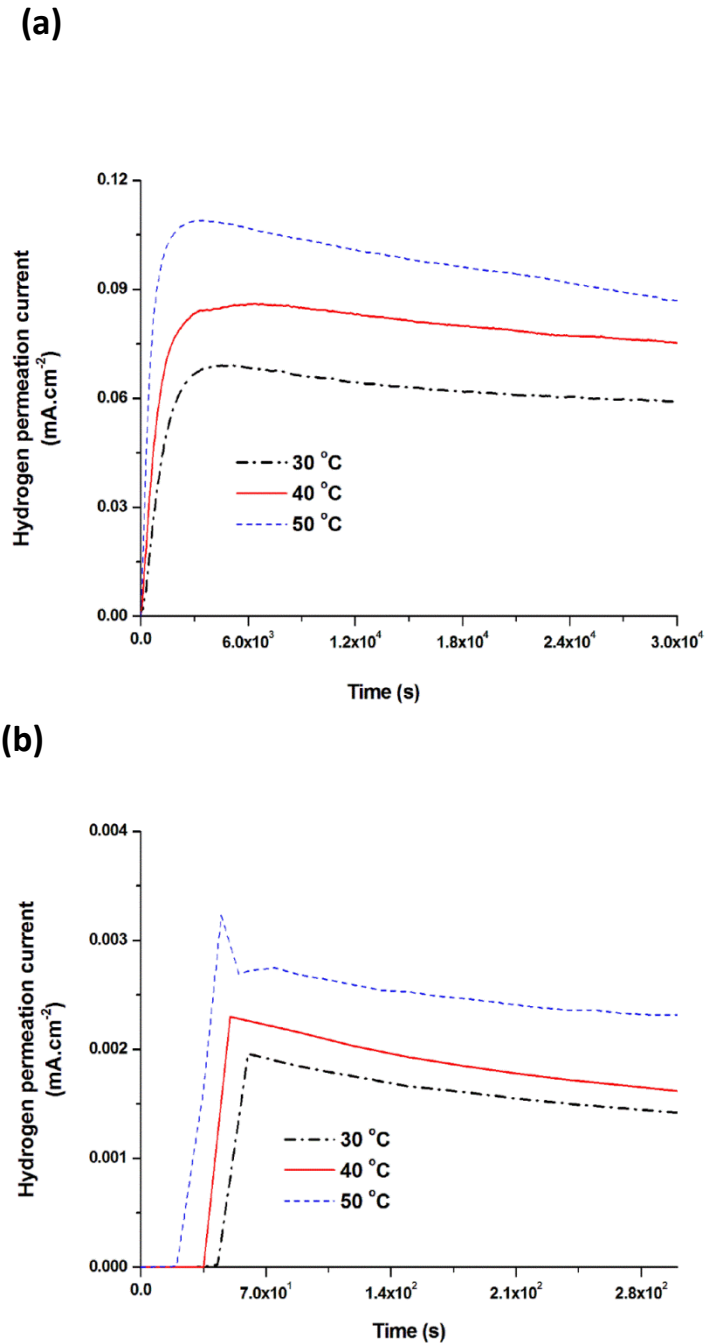 (a)
0.12
0.09
0.06
0.03
0.00
Hydrogen permeation current
(mA.cm⁻²)
30 °C
40 °C
50 °C
0.0 6.0x10³ 1.2x10⁴ 1.8x10⁴ 2.4x10⁴ 3.0x10⁴
Time (s)
(b)
0.004
0.003
0.002
0.001
0.000
Hydrogen permeation current
(mA.cm⁻²)
30 °C
40 °C
50 °C
0.0 7.0x10¹ 1.4x10² 2.1x10² 2.8x10²
Time (s)